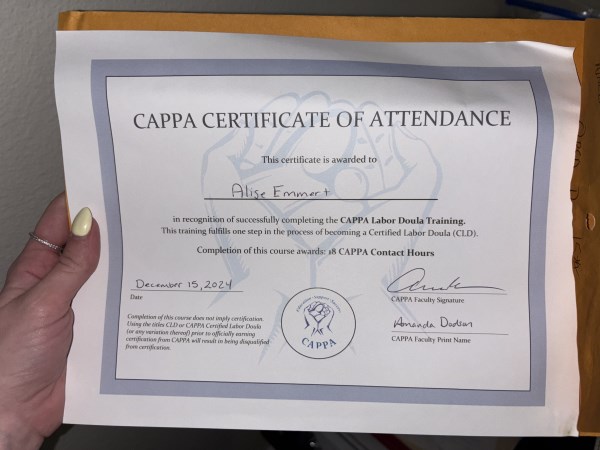 CAPPA CERTIFICATE OF ATTENDANCE
This certificate is awarded to
Alise Emmert
in recognition of successfully completing the CAPPA Labor Doula Training.
This training fulfills one step in the process of becoming a Certified Labor Doula (CLD).
Completion of this course awards: 18 CAPPA Contact Hours
December 15, 2024
Date
CAPPA Faculty Signature
Amanda Dodson
CAPPA Faculty Print Name
Completion of this course does not imply certification.
Using the titles CLD or CAPPA Certified Labor Doula
(or any variation thereof) prior to officially earning
certification from CAPPA will result in being disqualified
from certification.
CAPPA